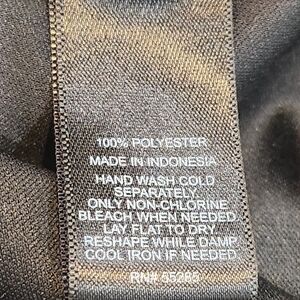 100% POLYESTER
MADE IN INDONESIA
HAND WASH COLD
SEPARATELY
ONLY NON-CHLORINE
BLEACH WHEN NEEDED
LAY FLAT TO DRY
RESHAPE WHILE DAMP
COOL IRON IF NEEDED
RN# 55285